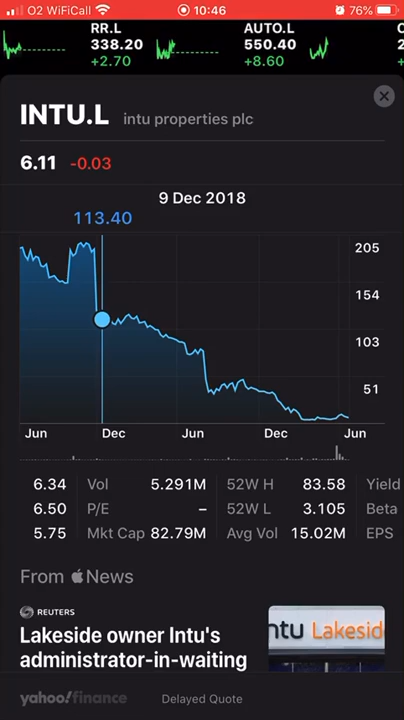 O2 WiFiCall 10:46 76%
RR.L AUTO.L
338.20 550.40
+2.70 +8.60
INTU.L intu properties plc
6.11 -0.03
9 Dec 2018
113.40
205
154
103
51
Jun Dec Jun Dec Jun
6.34 Vol 5.291M 52W H 83.58 Yield
6.50 P/E – 52W L 3.105 Beta
5.75 Mkt Cap 82.79M Avg Vol 15.02M EPS
From News
REUTERS
Lakeside owner Intu's
administrator-in-waiting
ntu Lakesid
yahoo!finance Delayed Quote